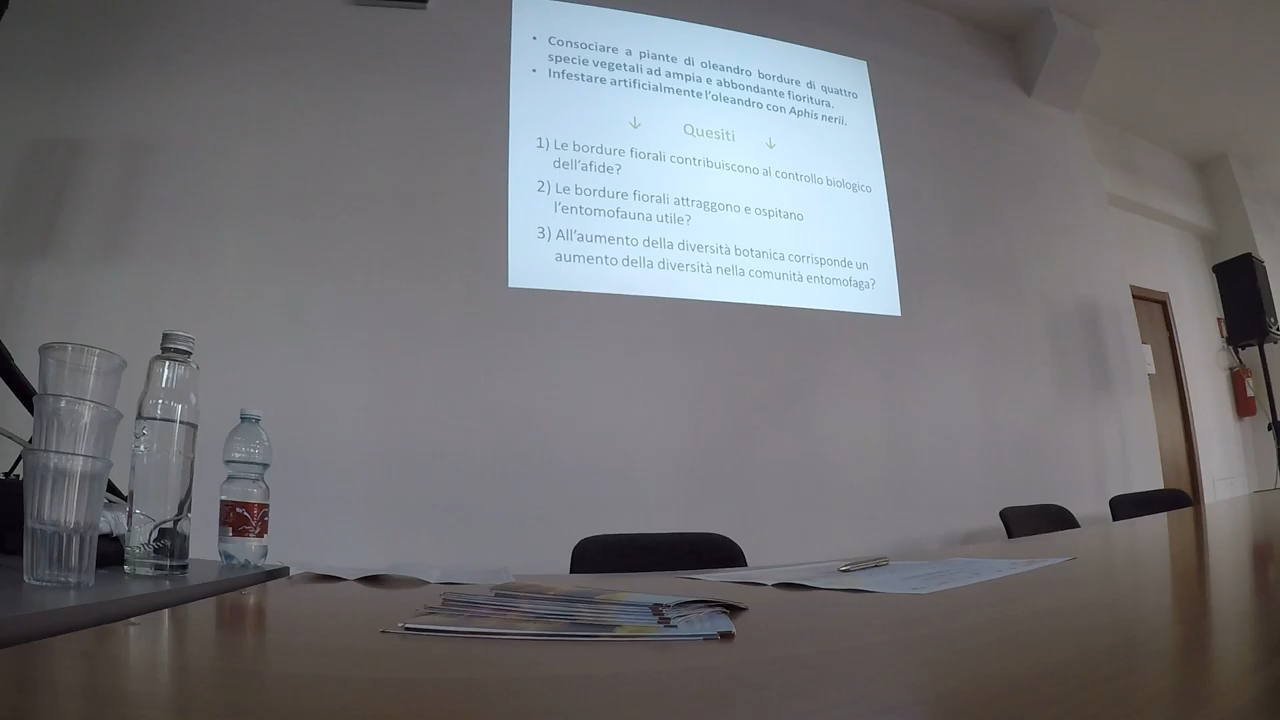 • Consociare a piante di oleandro bordure di quattro
specie vegetali ad ampia e abbondante fioritura.
• Infestare artificialmente l'oleandro con Aphis nerii.
↓ Quesiti ↓
1) Le bordure fiorali contribuiscono al controllo biologico
dell'afide?
2) Le bordure fiorali attraggono e ospitano
l'entomofauna utile?
3) All'aumento della diversità botanica corrisponde un
aumento della diversità nella comunità entomofaga?